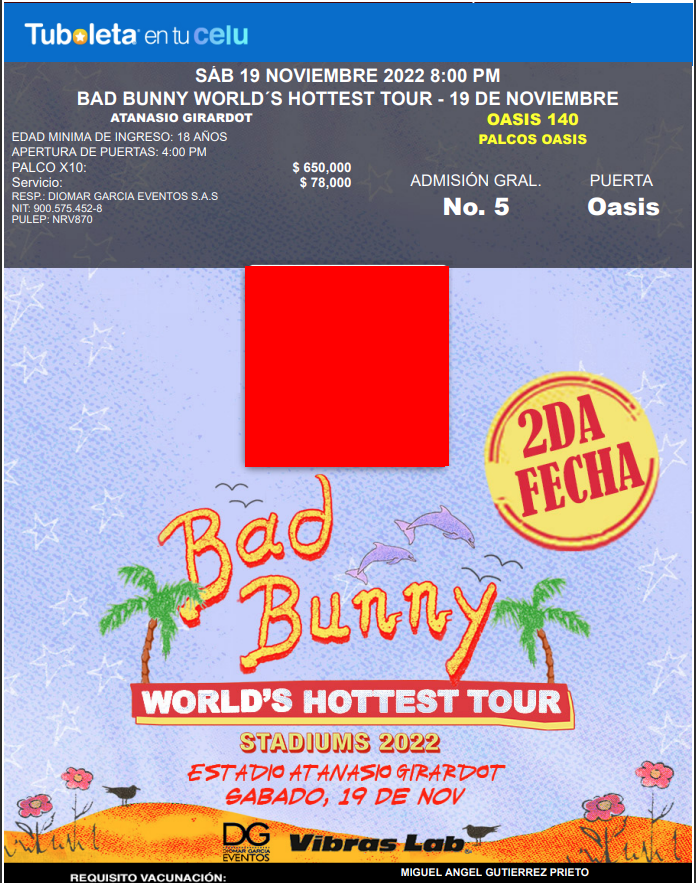 Tuboleta en tu celu
SÁB 19 NOVIEMBRE 2022 8:00 PM
BAD BUNNY WORLD´S HOTTEST TOUR - 19 DE NOVIEMBRE
ATANASIO GIRARDOT
OASIS 140
PALCOS OASIS
EDAD MINIMA DE INGRESO: 18 AÑOS
APERTURA DE PUERTAS: 4:00 PM
PALCO X10: $ 650,000
Servicio: $ 78,000
RESP.: DIOMAR GARCIA EVENTOS S.A.S
NIT: 900.575.452-8
PULEP: NRV870
ADMISIÓN GRAL. PUERTA
No. 5 Oasis
2DA
FECHA
Bad
Bunny
WORLD'S HOTTEST TOUR
STADIUMS 2022
ESTADIO ATANASIO GIRARDOT
SABADO, 19 DE NOV
DG
DIOMAR GARCIA
EVENTOS
Vibras Lab
REQUISITO VACUNACIÓN:
MIGUEL ANGEL GUTIERREZ PRIETO